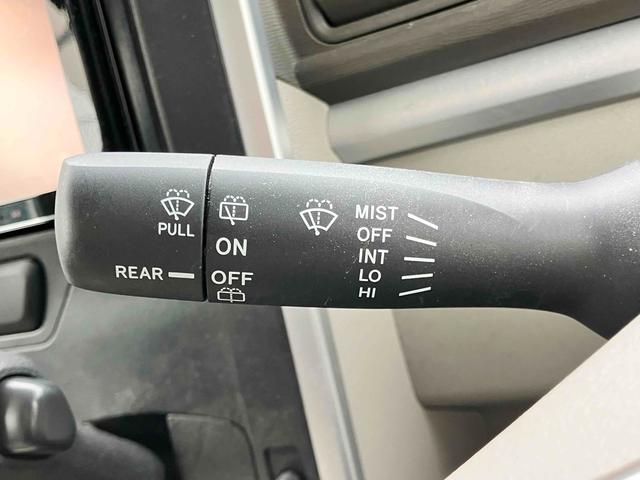 PULL
REAR
ON
OFF
MIST
OFF
INT
LO
HI